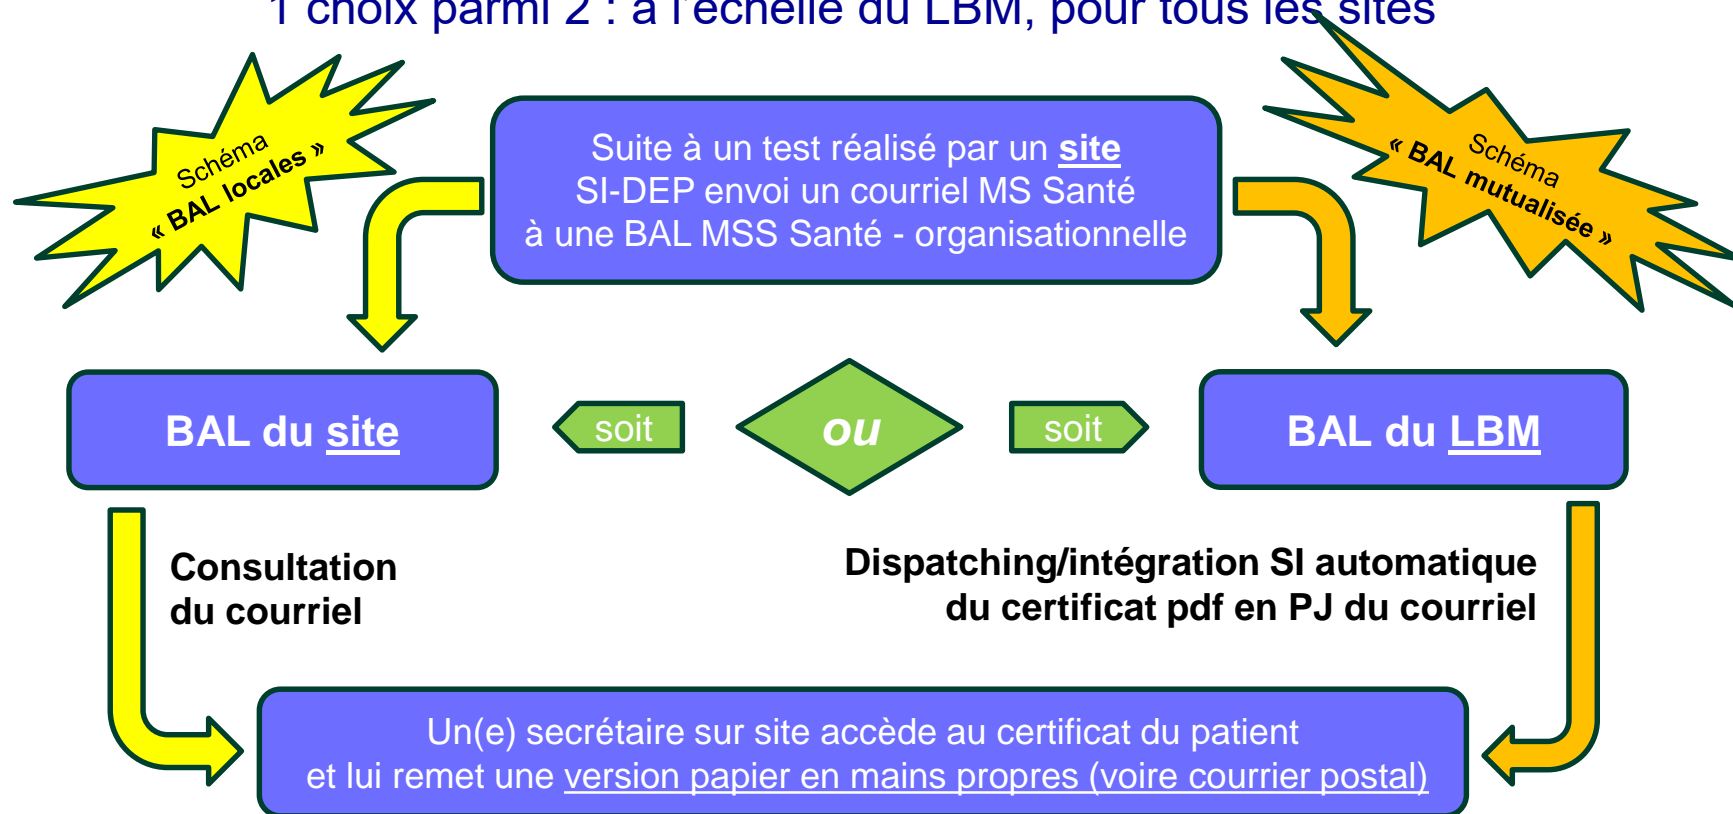 1 choix parmi 2 : à l'échelle du LBM, pour tous les sites
Schéma
« BAL locales »
Schéma
« BAL mutualisée »
Suite à un test réalisé par un site
SI-DEP envoi un courriel MS Santé
à une BAL MSS Santé - organisationnelle
BAL du site
soit
ou
soit
BAL du LBM
Consultation
du courriel
Dispatching/intégration SI automatique
du certificat pdf en PJ du courriel
Un(e) secrétaire sur site accède au certificat du patient
et lui remet une version papier en mains propres (voire courrier postal)